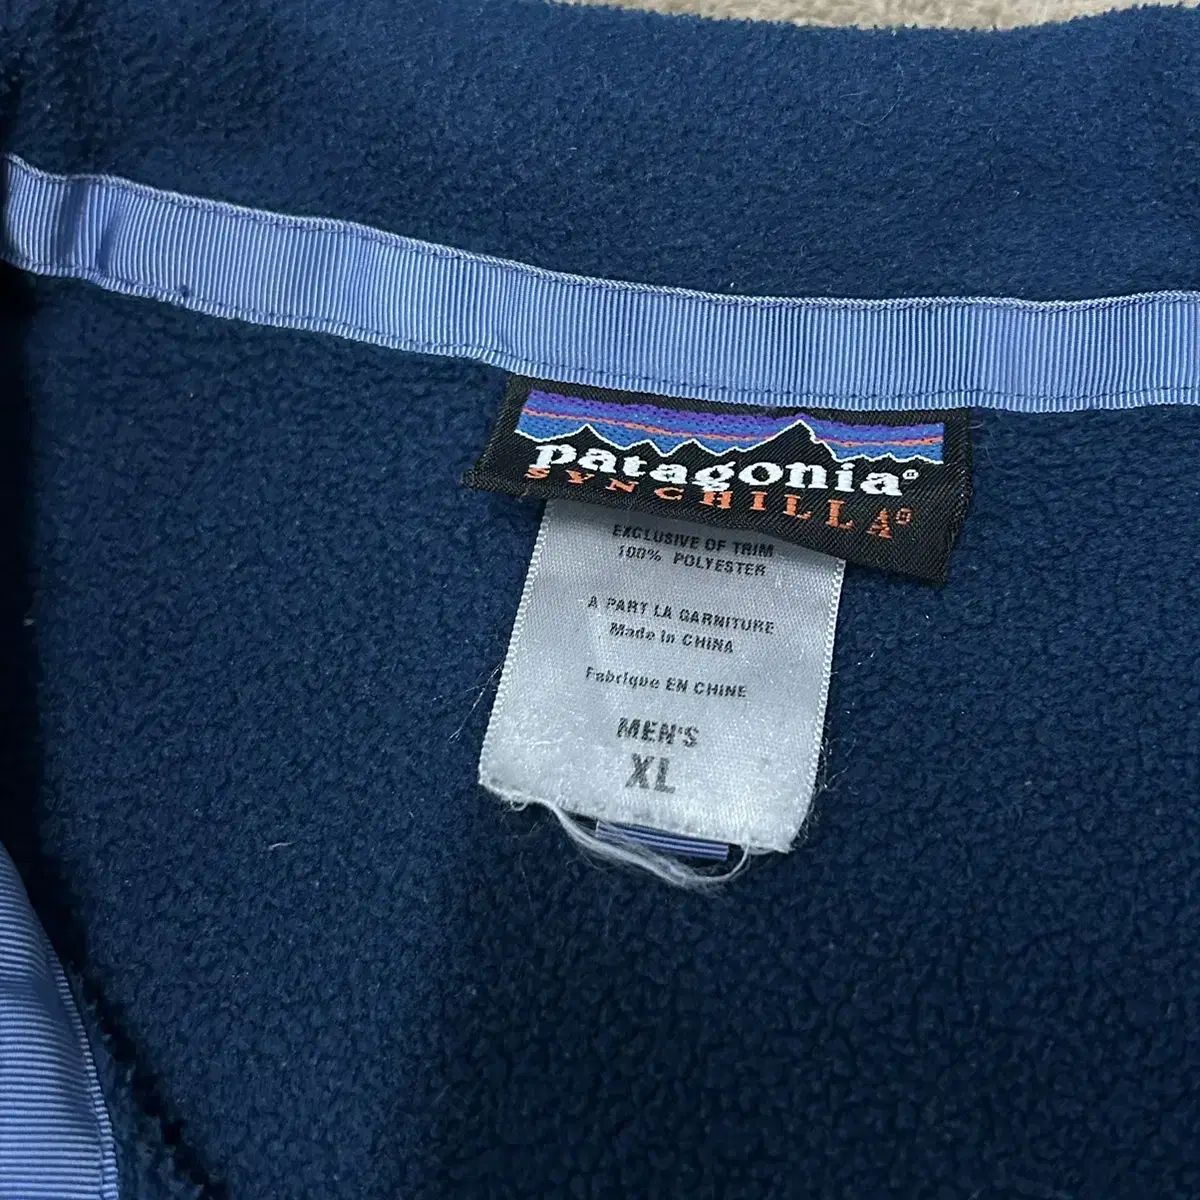 patagonia®
SYNCHILLA®
EXCLUSIVE OF TRIM
100% POLYESTER
A PART LA GARNITURE
Made in CHINA
Fabrique EN CHINE
MEN'S
XL